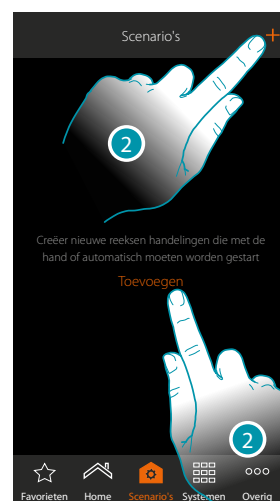 Scenario's +
2
Creëer nieuwe reeksen handelingen die met de
hand of automatisch moeten worden gestart
Toevoegen
2
Favorieten Home Scenario's Systemen Overig